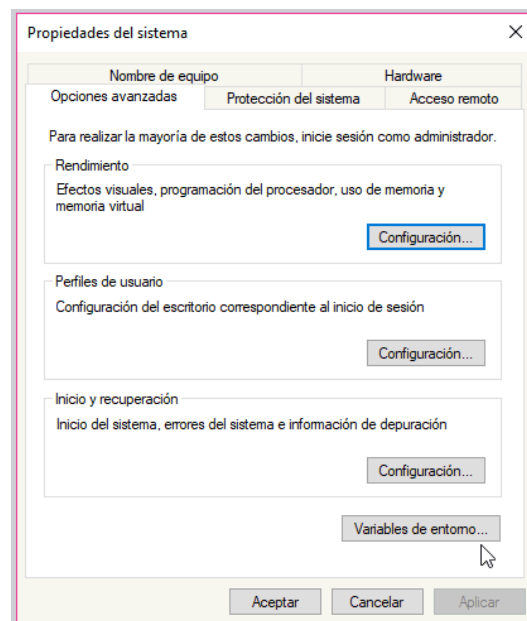 Propiedades del sistema
Nombre de equipo
Hardware
Opciones avanzadas
Protección del sistema
Acceso remoto
Para realizar la mayoría de estos cambios, inicie sesión como administrador.
Rendimiento
Efectos visuales, programación del procesador, uso de memoria y
memoria virtual
Configuración...
Perfiles de usuario
Configuración del escritorio correspondiente al inicio de sesión
Configuración...
Inicio y recuperación
Inicio del sistema, errores del sistema e información de depuración
Configuración...
Variables de entorno...
Aceptar
Cancelar
Aplicar